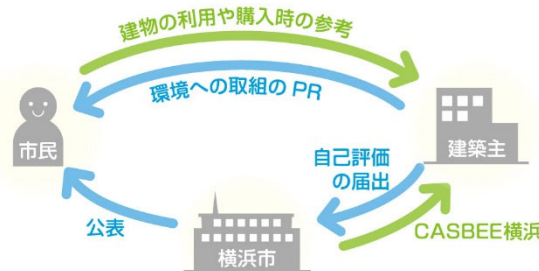 建物の利用や購入時の参考
環境への取組の PR
市民
建築主
自己評価
の届出
公表
横浜市
CASBEE横浜